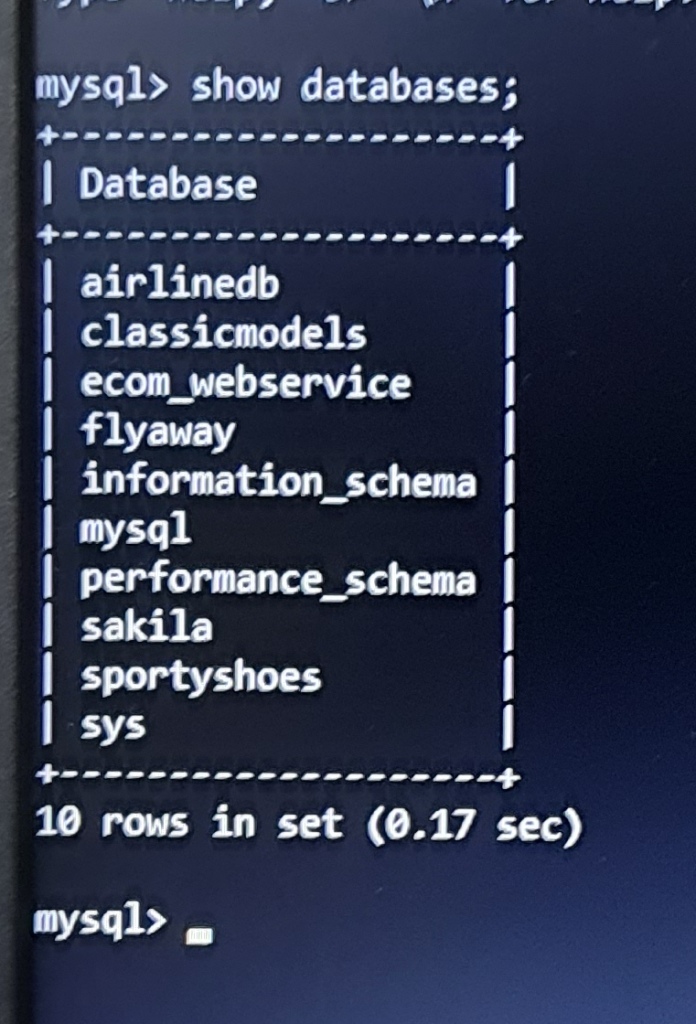 mysql> show databases;
+--------------------+
| Database           |
+--------------------+
| airlinedb          |
| classicmodels      |
| ecom_webservice    |
| flyaway            |
| information_schema |
| mysql              |
| performance_schema |
| sakila             |
| sportyshoes        |
| sys                |
+--------------------+
10 rows in set (0.17 sec)
mysql>